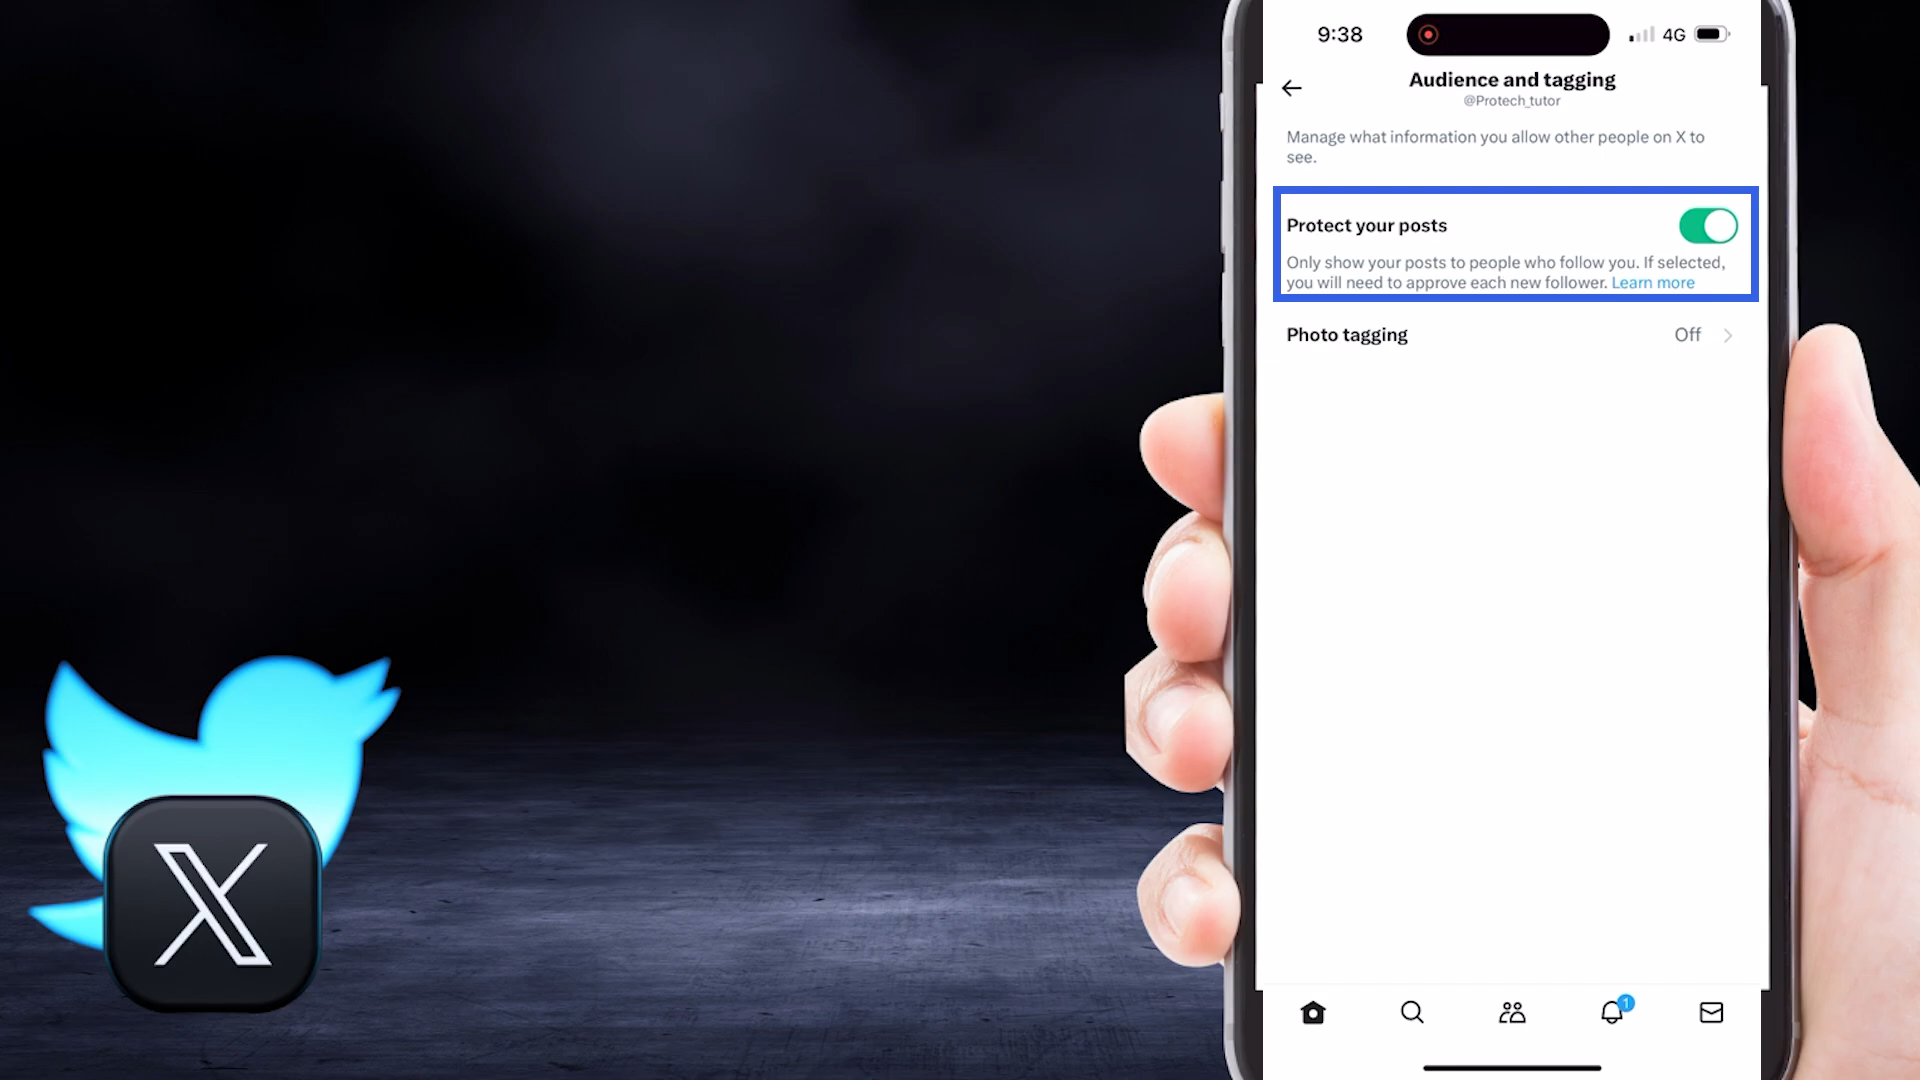 9:38
4G
Audience and tagging
@Protech_tutor
Manage what information you allow other people on X to
see.
Protect your posts
Only show your posts to people who follow you. If selected,
you will need to approve each new follower. Learn more
Photo tagging Off
1
X